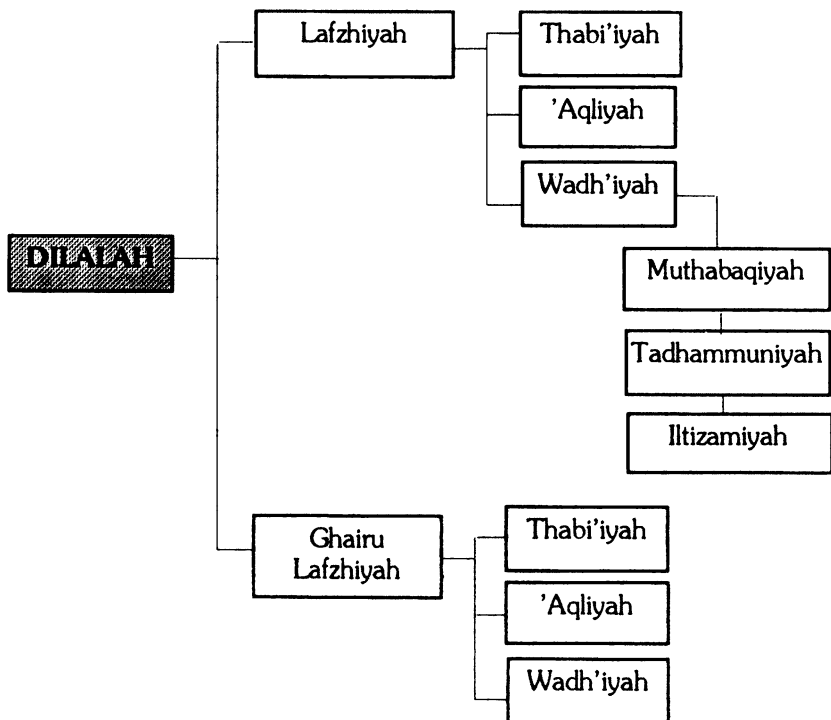 DILALAH
Lafzhiyah
Thabi'iyah
'Aqliyah
Wadh'iyah
Muthabaqiyah
Tadhammuniyah
Iltizamiyah
Ghairu
Lafzhiyah
Thabi'iyah
'Aqliyah
Wadh'iyah